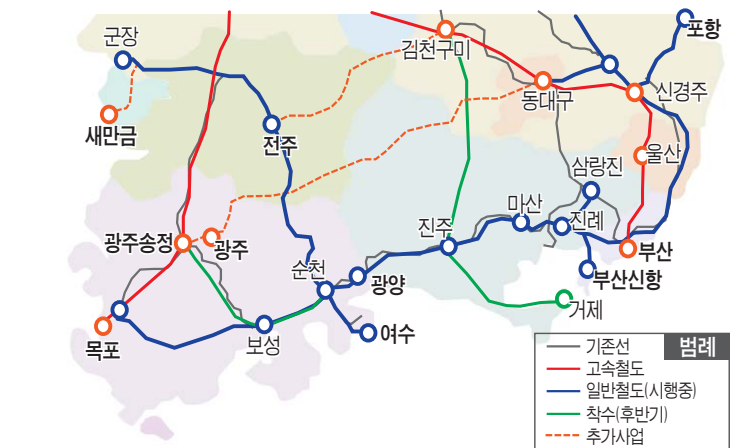 군장
새만금
전주
김천구미
동대구
포항
신경주
울산
삼랑진
마산
진례
부산
부산신항
진주
거제
광주송정
광주
순천
광양
여수
보성
목포
범례
기존선
고속철도
일반철도(시행중)
착수(후반기)
추가사업